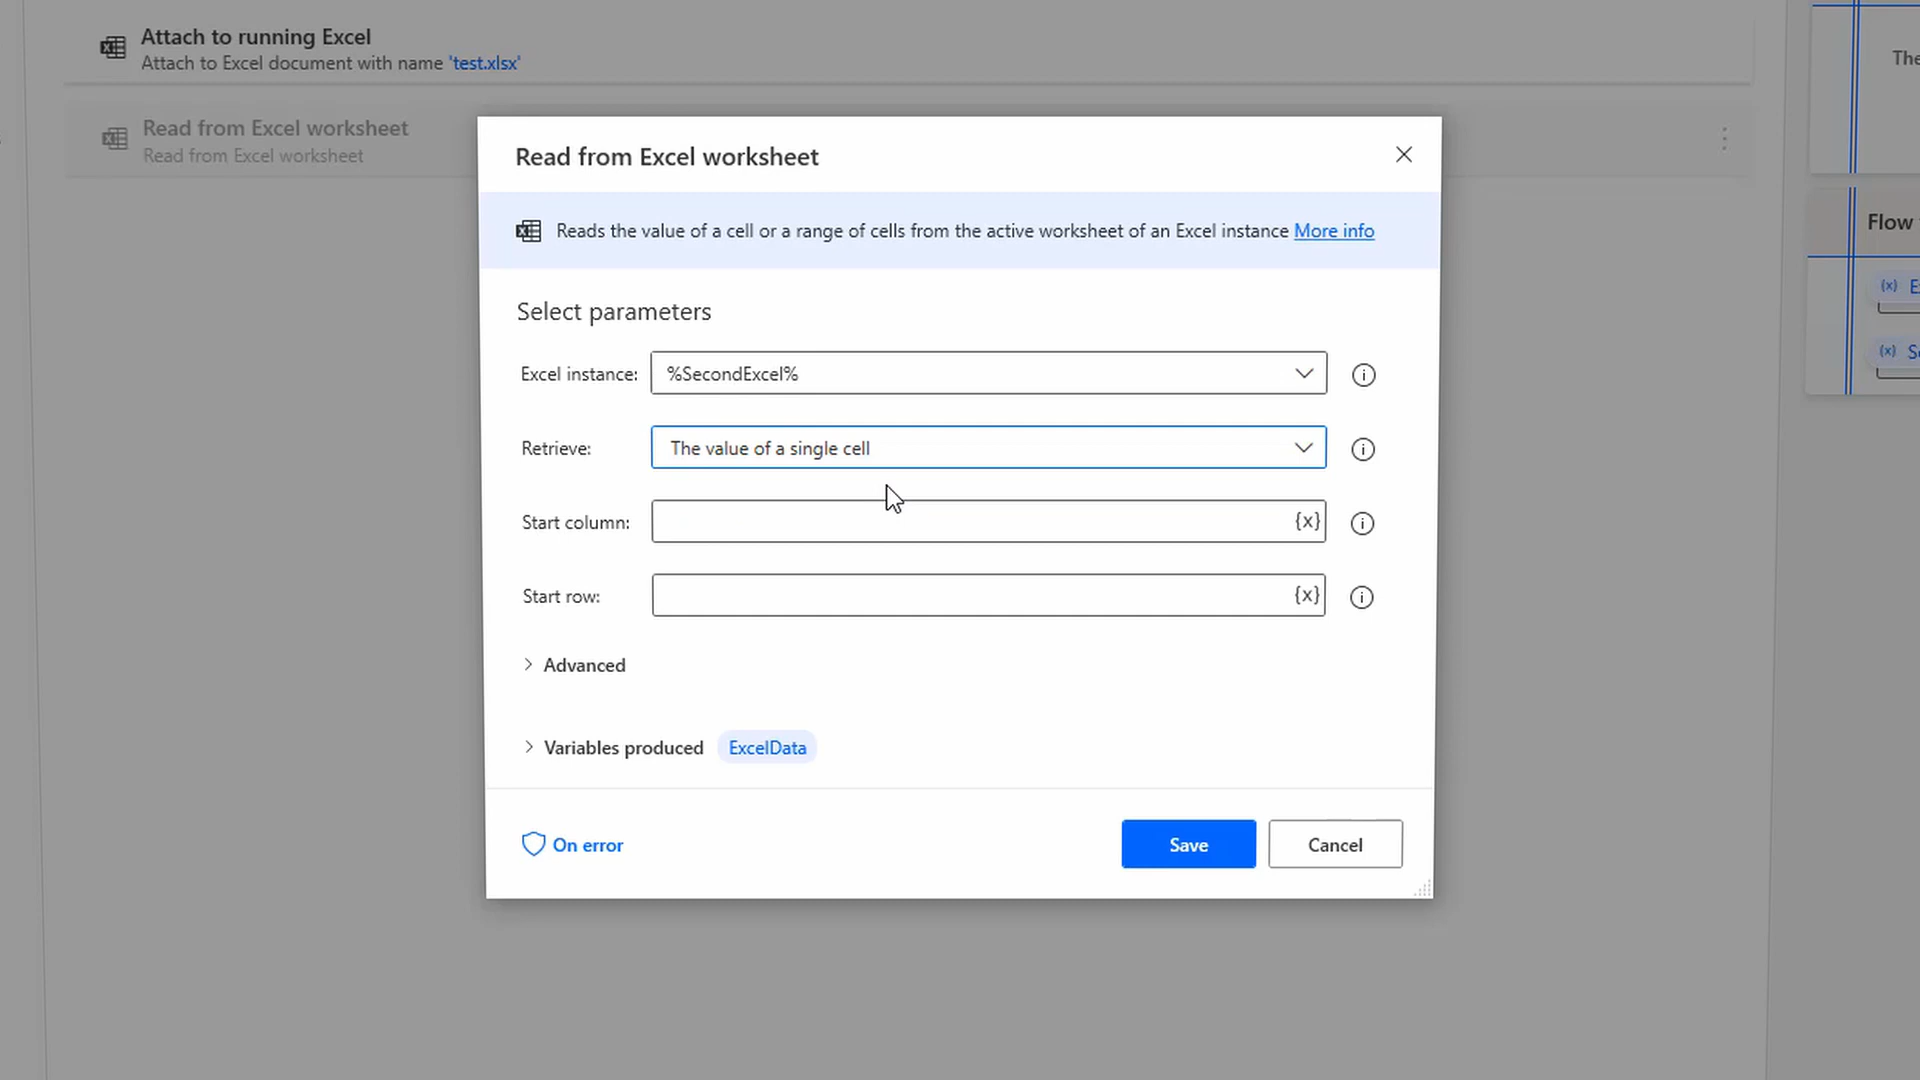 Attach to running Excel
Attach to Excel document with name 'test.xlsx'
The
Read from Excel worksheet
Read from Excel worksheet
Read from Excel worksheet
Reads the value of a cell or a range of cells from the active worksheet of an Excel instance More info
Flow
Select parameters
(x) E
(x) S
Excel instance: %SecondExcel%
Retrieve: The value of a single cell
Start column: {x}
Start row: {x}
Advanced
Variables produced ExcelData
On error
Save
Cancel